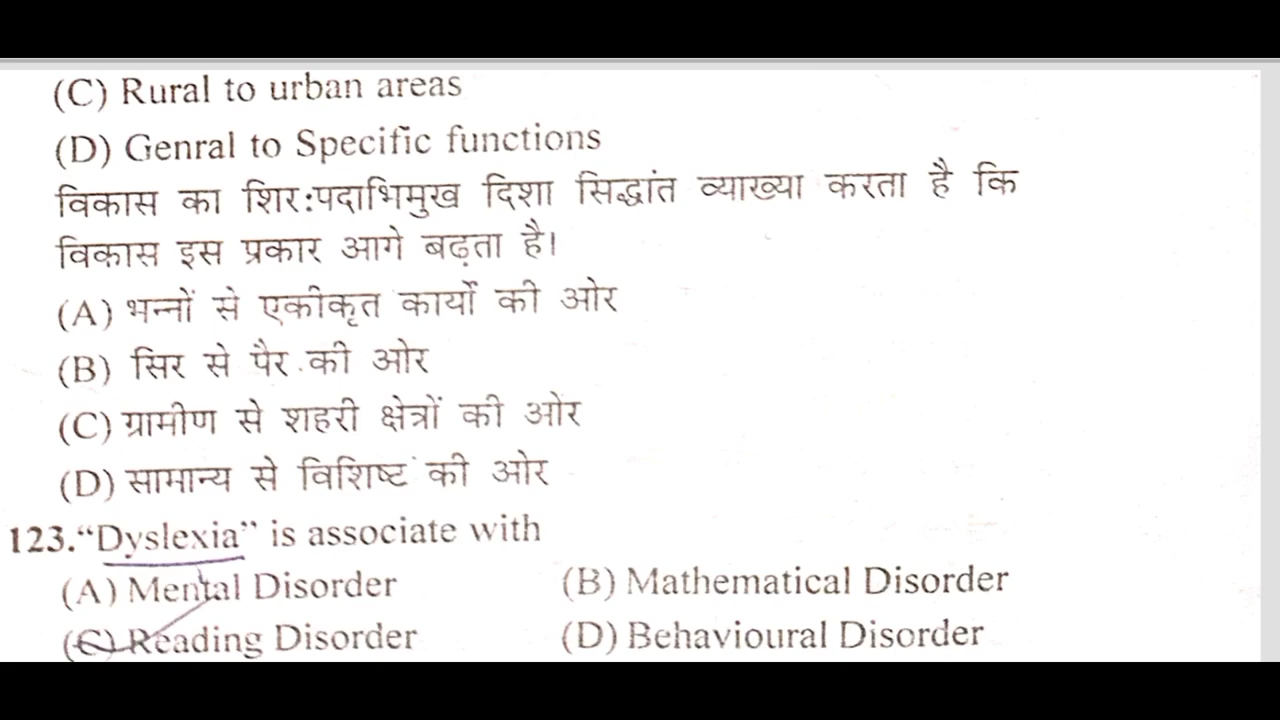 (C) Rural to urban areas
(D) Genral to Specific functions
विकास का शिर:पदाभिमुख दिशा सिद्धांत व्याख्या करता है कि
विकास इस प्रकार आगे बढ़ता है।
(A) भन्नों से एकीकृत कार्यों की ओर
(B) सिर से पैर की ओर
(C) ग्रामीण से शहरी क्षेत्रों की ओर
(D) सामान्य से विशिष्ट की ओर
123. “Dyslexia” is associate with
(A) Mental Disorder (B) Mathematical Disorder
(C) Reading Disorder (D) Behavioural Disorder